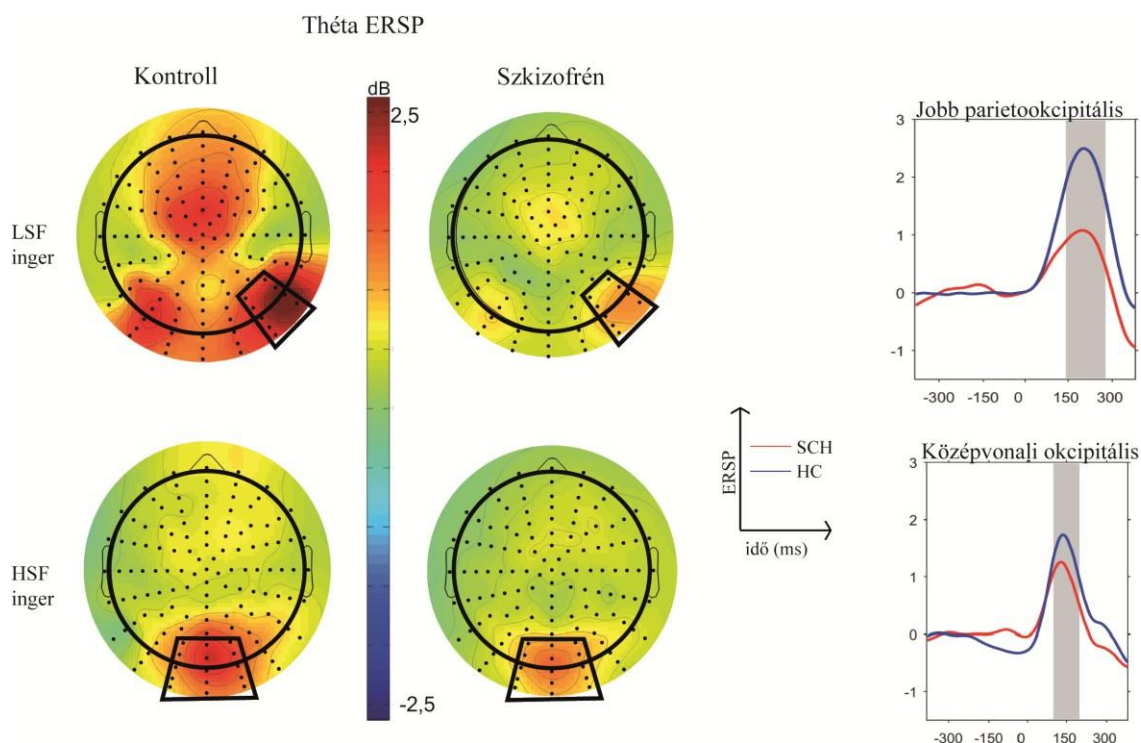 Théta ERSP
Kontroll
Szkizofrén
dB
2,5
-2,5
LSF
inger
HSF
inger
ERSP
idő (ms)
SCH
HC
Jobb parietookcipitális
3
2
1
0
-1
-300 -150 0 150 300
Középvonali okcipitális
3
2
1
0
-1
-300 -150 0 150 300